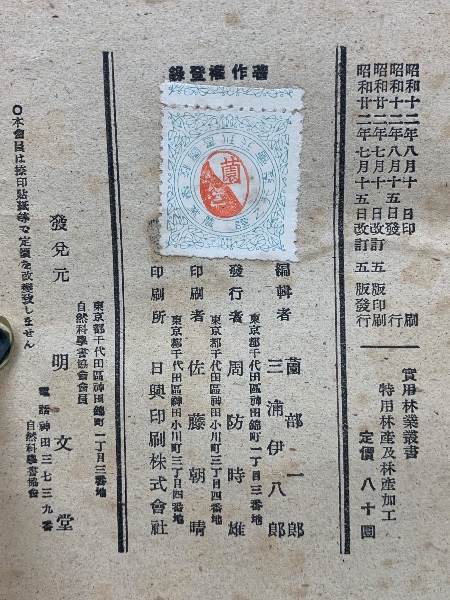 昭和十二年八月十日印刷
昭和十二年八月十五日發行
昭和廿二年七月十日改訂五版印刷
昭和廿二年七月十五日改訂五版發行
實用林業叢書
特用林産及林産加工
定價八十圓
著作權登錄
編輯者 薗部一郎
三浦伊八郎
東京都千代田區神田錦町一丁目三番地
發行者 周防時雄
東京都千代田區神田小川町三丁目四番地
印刷者 佐藤朝晴
東京都千代田區神田小川町三丁目四番地
印刷所 日興印刷株式會社
東京都千代田區神田錦町一丁目三番地
自然科學書協會會員
發兌元 明文堂
電話神田三七三九番
自然科學書協會
〇本會員は捺印貼紙等で定價を改變致しません
薗